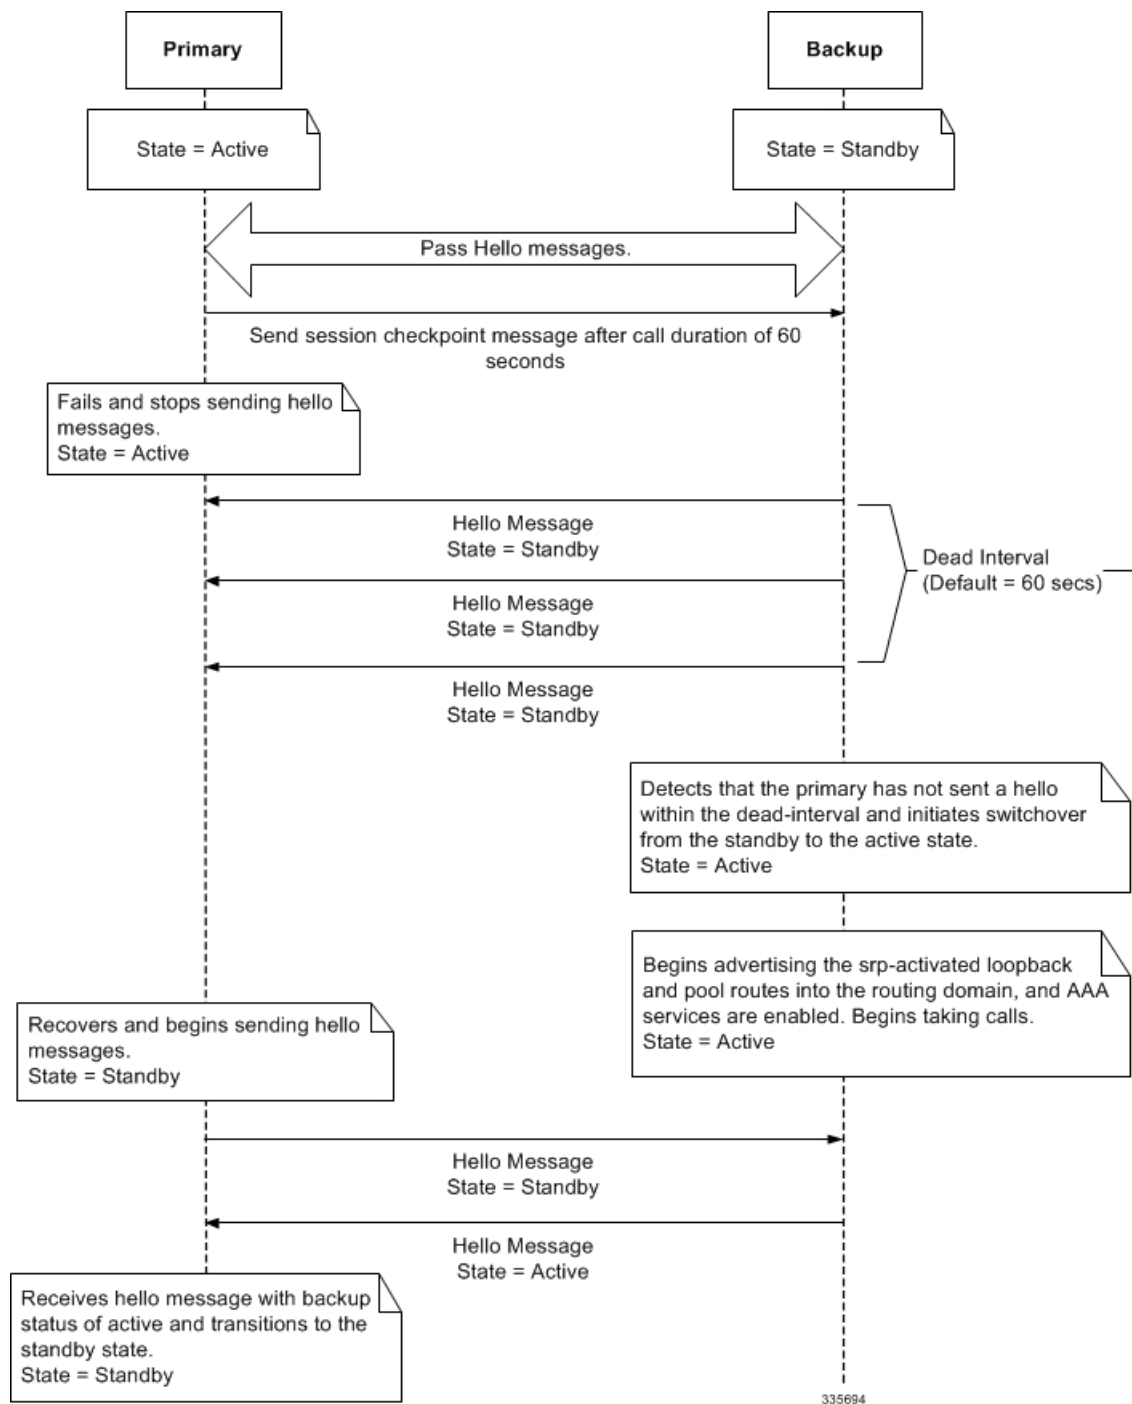 Primary
Backup
State = Active
State = Standby
Pass Hello messages.
Send session checkpoint message after call duration of 60
seconds
Fails and stops sending hello
messages.
State = Active
Hello Message
State = Standby
Dead Interval
(Default = 60 secs)
Hello Message
State = Standby
Hello Message
State = Standby
Detects that the primary has not sent a hello
within the dead-interval and initiates switchover
from the standby to the active state.
State = Active
Begins advertising the srp-activated loopback
and pool routes into the routing domain, and AAA
services are enabled. Begins taking calls.
State = Active
Recovers and begins sending hello
messages.
State = Standby
Hello Message
State = Standby
Hello Message
State = Active
Receives hello message with backup
status of active and transitions to the
standby state.
State = Standby
335694